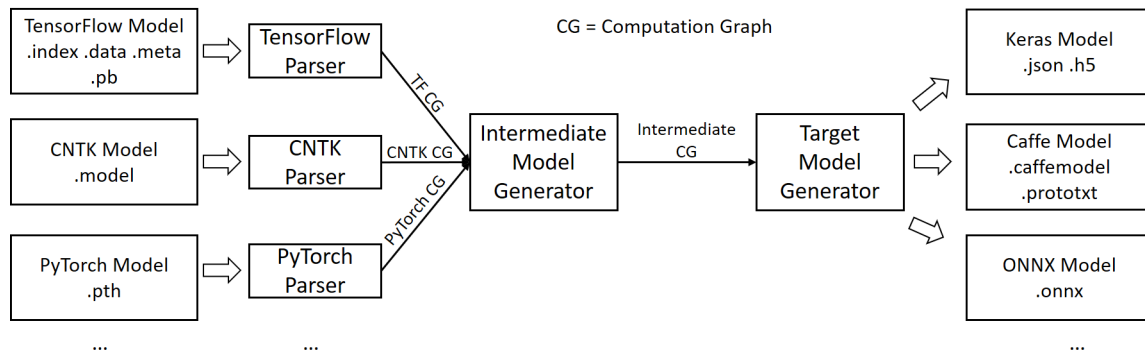 TensorFlow Model
.index .data .meta
.pb
TensorFlow
Parser
CG = Computation Graph
Keras Model
.json .h5
TF CG
CNTK Model
.model
CNTK
Parser
CNTK CG
Intermediate
Model
Generator
Intermediate
CG
Target
Model
Generator
Caffe Model
.caffemodel
.prototxt
PyTorch CG
PyTorch Model
.pth
PyTorch
Parser
ONNX Model
.onnx
...
...
...